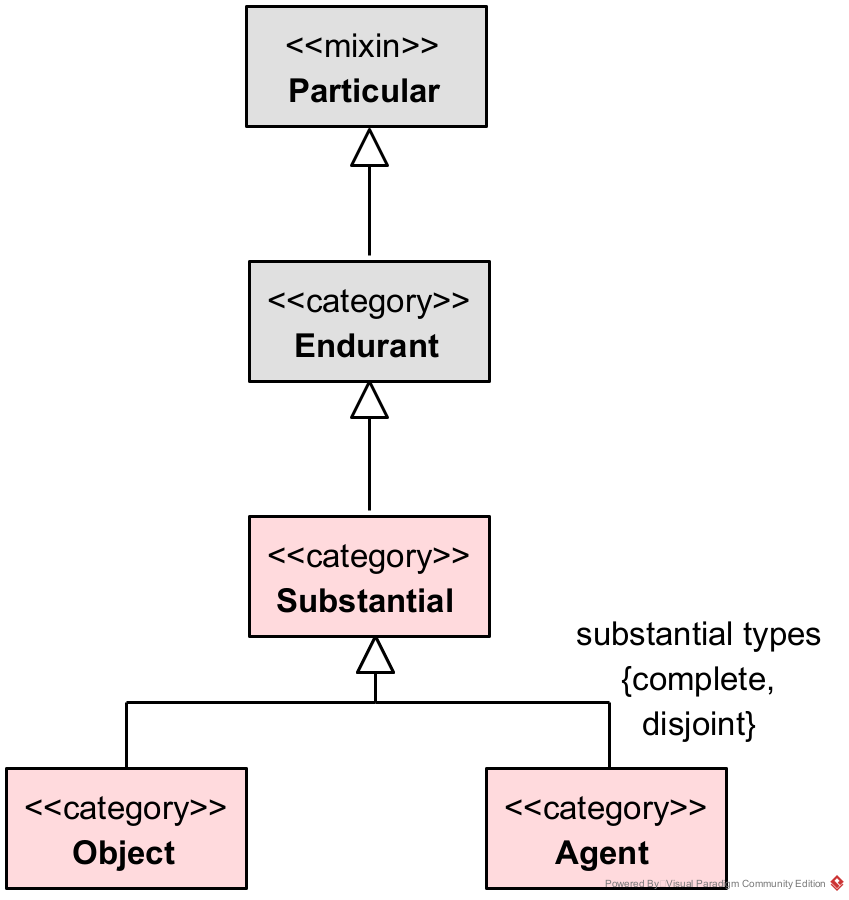 <<mixin>>
Particular
<<category>>
Endurant
<<category>>
Substantial
substantial types
{complete,
disjoint}
<<category>>
Object
<<category>>
Agent
Powered By Visual Paradigm Community Edition